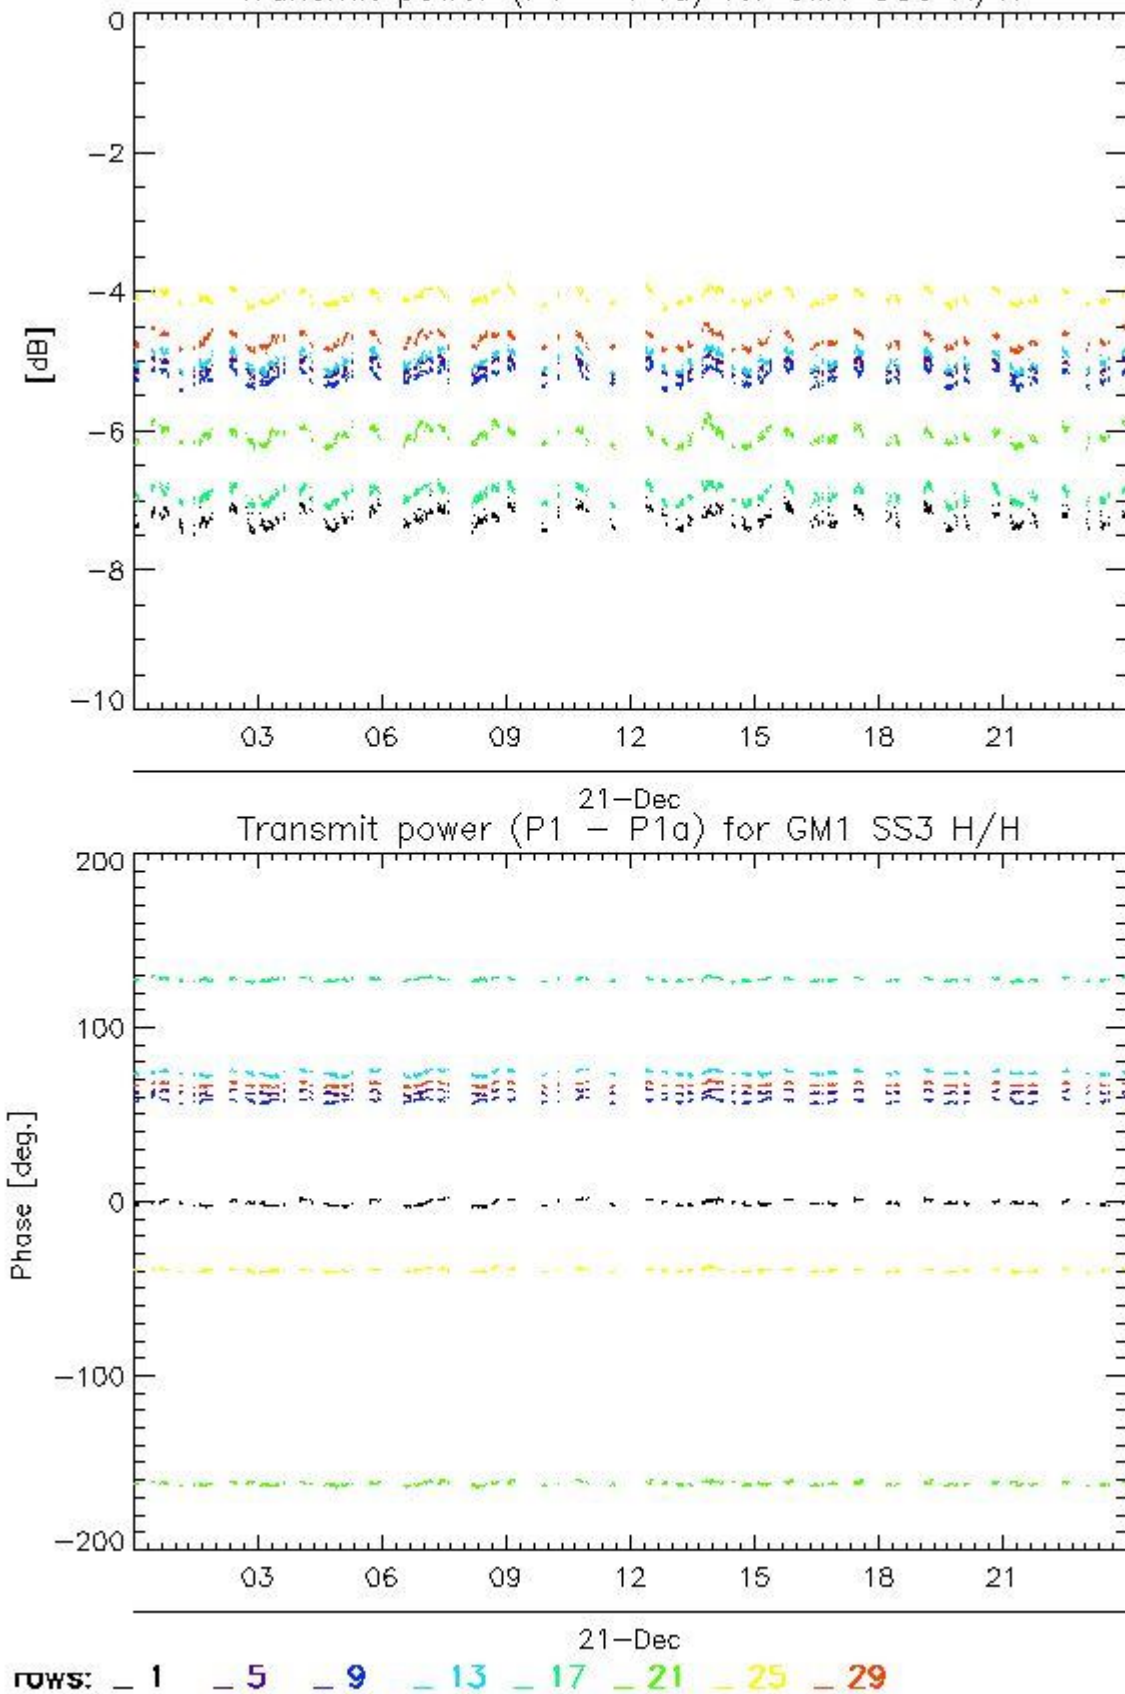 0
−2
−4
[dB]
−6
−8
−10
03 06 09 12 15 18 21
21−Dec
Transmit power (P1 − P1a) for GM1 SS3 H/H
200
100
0
Phase [deg.]
−100
−200
03 06 09 12 15 18 21
21−Dec
rows: _ 1 _ 5 _ 9 _ 13 _ 17 _ 21 _ 25 _ 29